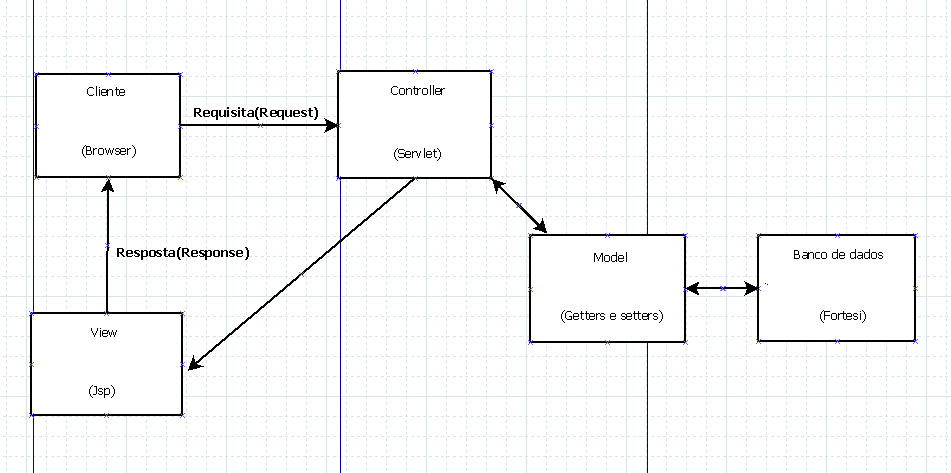 Cliente
(Browser)
Requisita(Request)
Controller
(Servlet)
Resposta(Response)
View
(Jsp)
Model
(Getters e setters)
Banco de dados
(Fortesi)